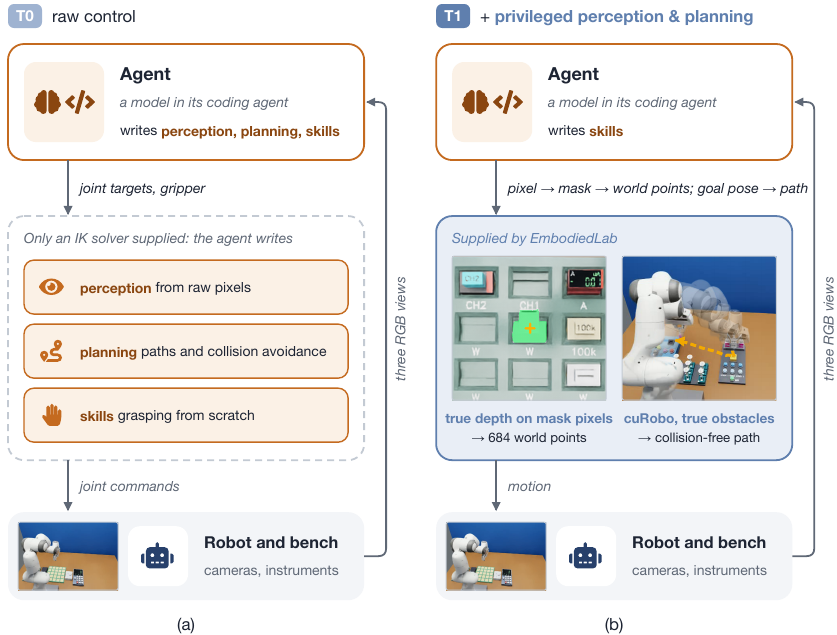 T0 raw control
Agent
a model in its coding agent
writes perception, planning, skills
joint targets, gripper
Only an IK solver supplied: the agent writes
perception from raw pixels
planning paths and collision avoidance
skills grasping from scratch
joint commands
Robot and bench
cameras, instruments
three RGB views
(a)
T1 + privileged perception & planning
Agent
a model in its coding agent
writes skills
pixel → mask → world points; goal pose → path
Supplied by EmbodiedLab
CH2 CH1 A
W W 100k
100k
W W W
true depth on mask pixels
→ 684 world points
cuRobo, true obstacles
→ collision-free path
motion
Robot and bench
cameras, instruments
three RGB views
(b)